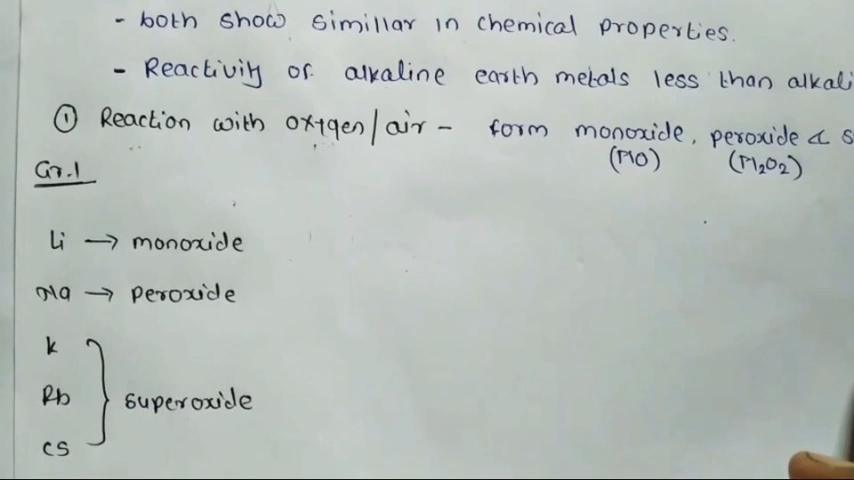 - both show simillar in chemical properties.
- Reactivity of alkaline earth metals less than alkali
① Reaction with oxygen/air - form monoxide, peroxide & s
(MO) (M₂O₂)
Gr.1
Li → monoxide
Na → peroxide
K
Rb } superoxide
Cs